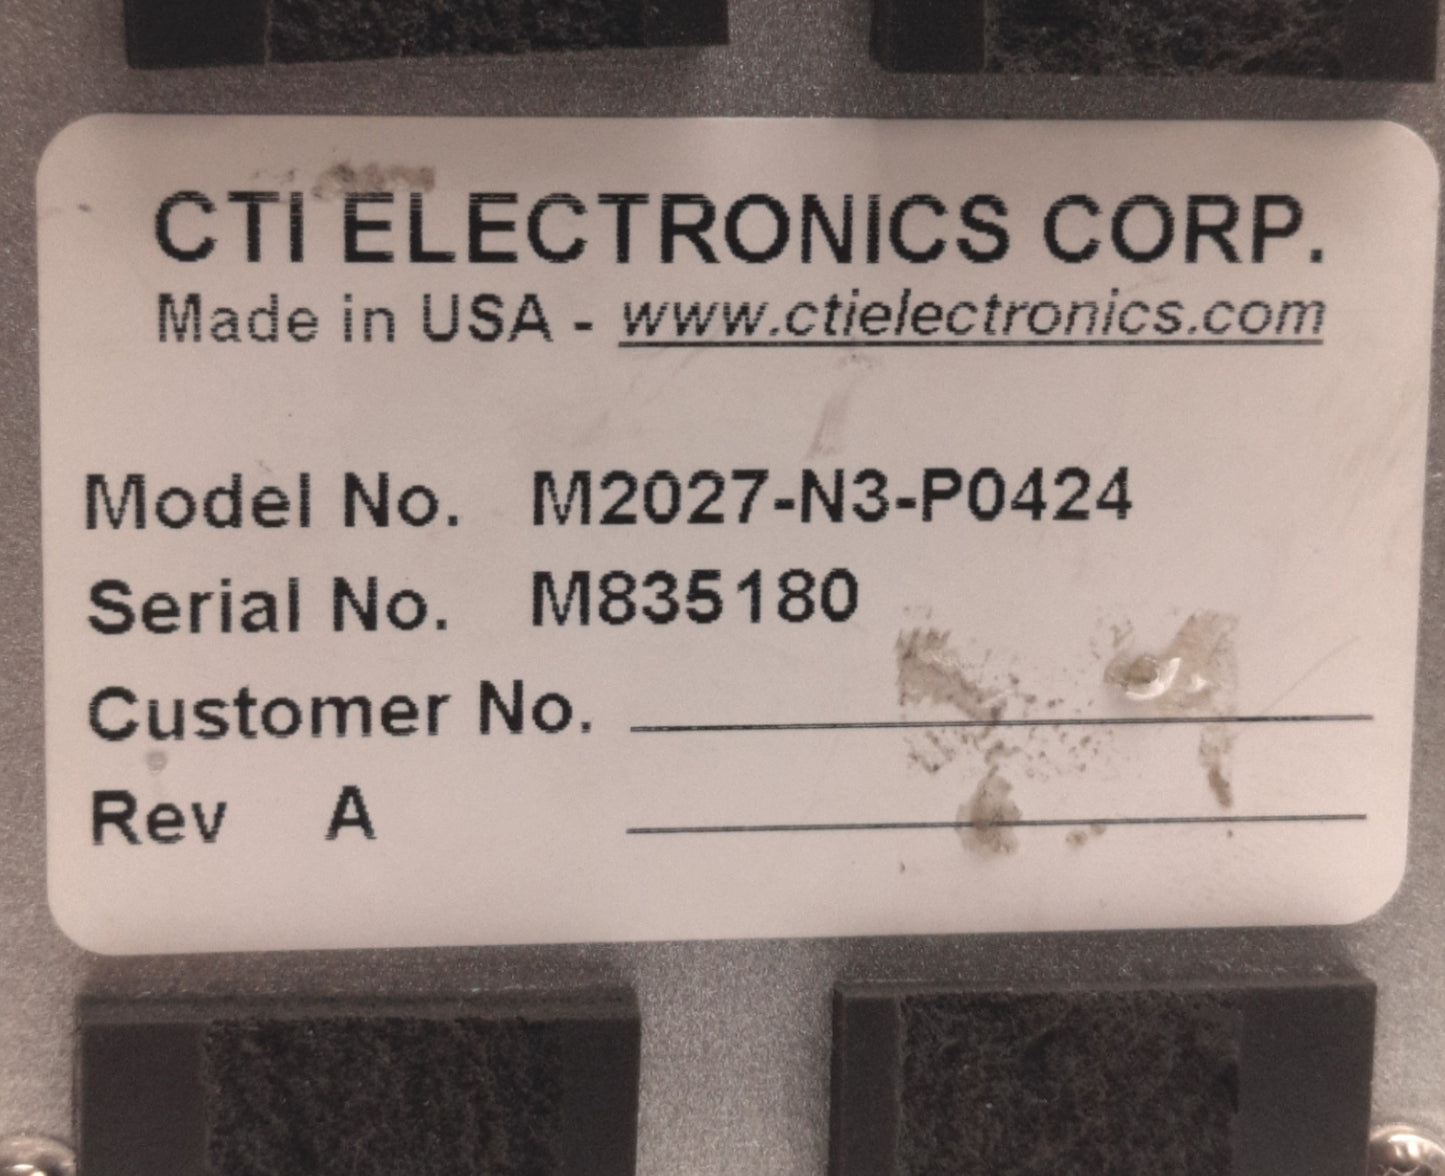 CTI ELECTRONICS CORP.
Made in USA - www.ctielectronics.com
Model No. M2027-N3-P0424
Serial No. M835180
Customer No.
Rev A